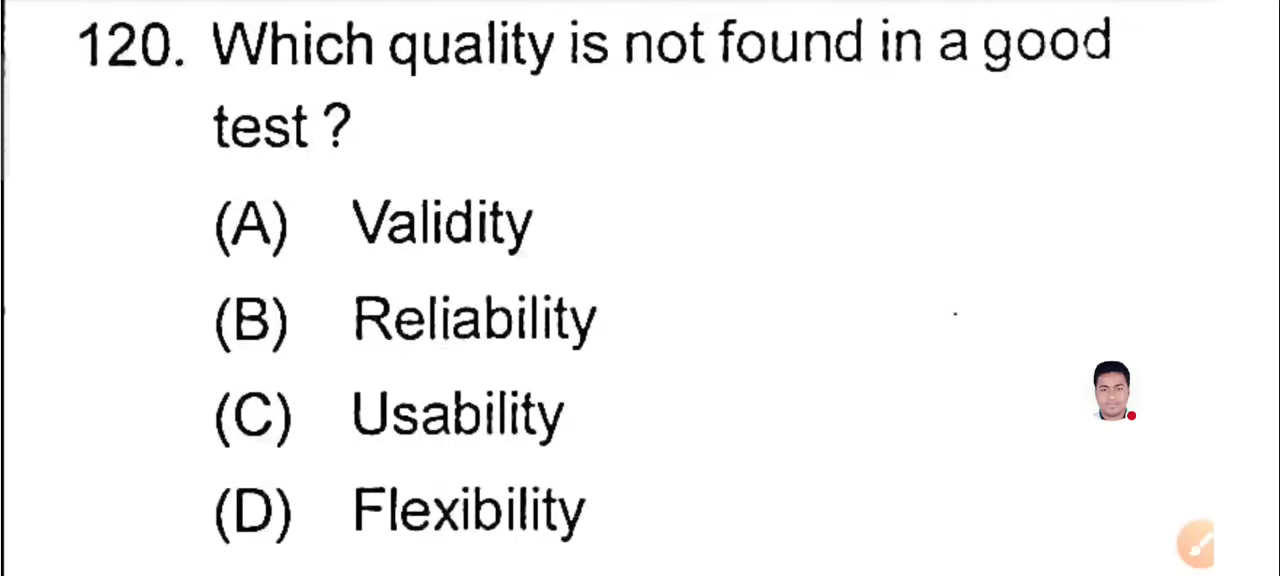 120. Which quality is not found in a good
test ?
(A) Validity
(B) Reliability
(C) Usability
(D) Flexibility